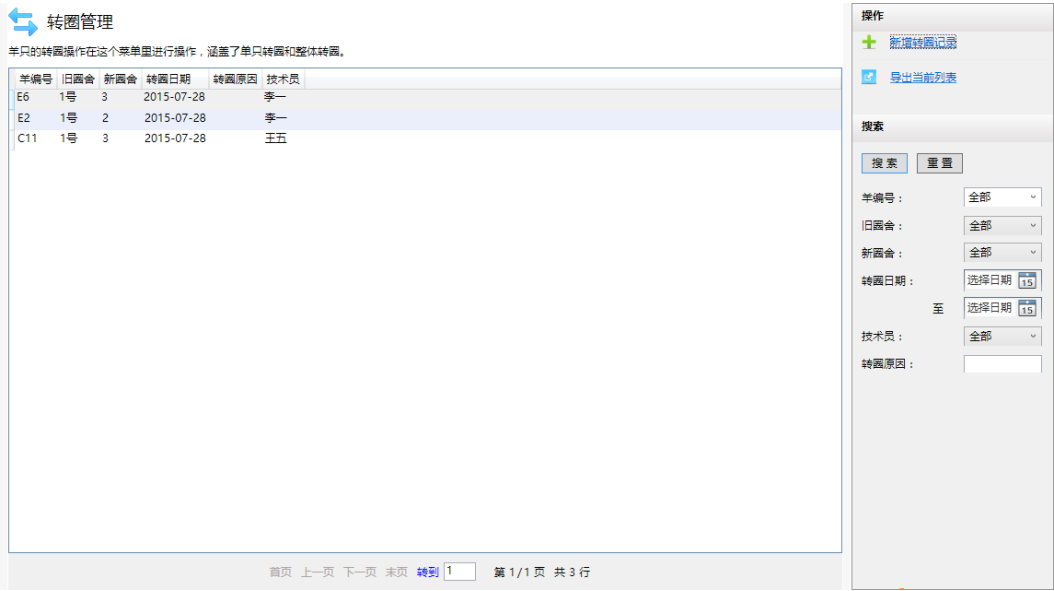 转圈管理
羊只的转圈操作在这个菜单里进行操作，涵盖了单只转圈和整体转圈。
羊编号 旧圈舍 新圈舍 转圈日期 转圈原因 技术员
E6 1号 3 2015-07-28 李一
E2 1号 2 2015-07-28 李一
C11 1号 3 2015-07-28 王五
首页 上一页 下一页 末页 转到 1 第 1/1 页 共 3 行
操作
新增转圈记录
导出当前列表
搜索
搜索 重置
羊编号： 全部
旧圈舍： 全部
新圈舍： 全部
转圈日期： 选择日期 15
至 选择日期 15
技术员： 全部
转圈原因：